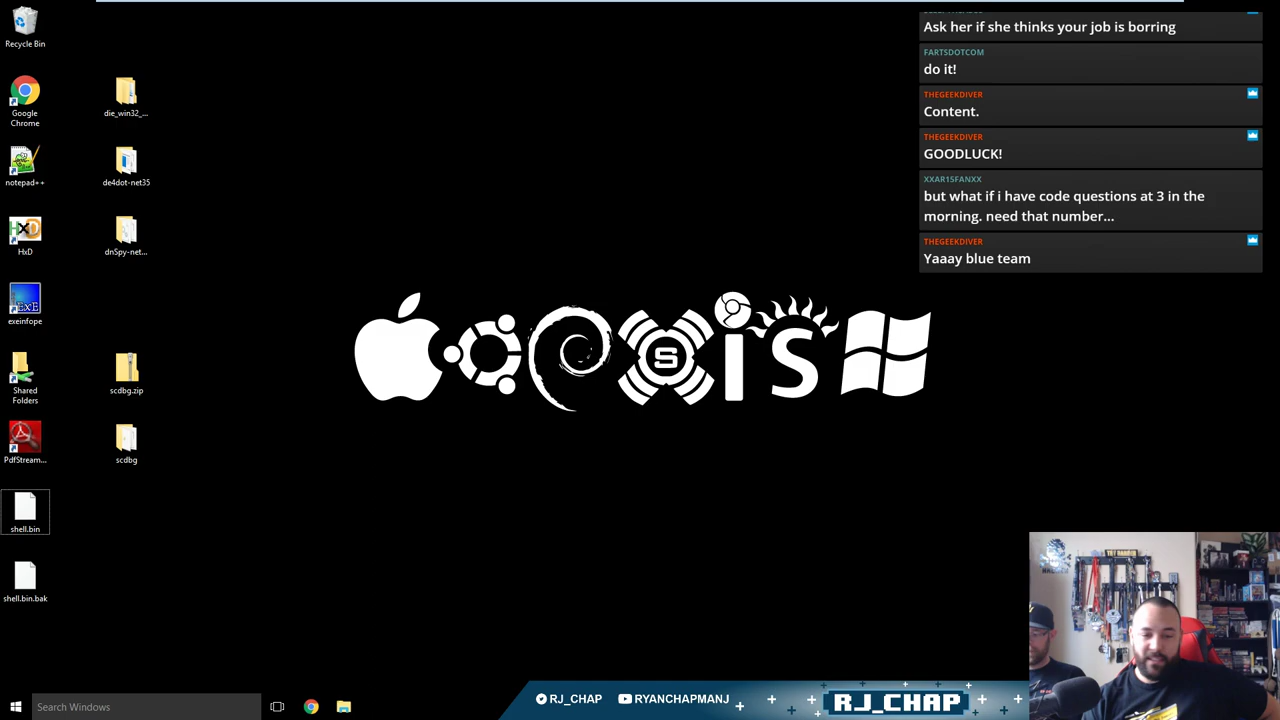 Recycle Bin
Google
Chrome
die_win32_...
notepad++
de4dot-net35
HxD
dnSpy-net...
exeinfope
Shared
Folders
scdbg.zip
PdfStream...
scdbg
shell.bin
shell.bin.bak
Ask her if she thinks your job is borring
FARTSDOTCOM
do it!
THEGEEKDIVER
Content.
THEGEEKDIVER
GOODLUCK!
XXAR15FANXX
but what if i have code questions at 3 in the
morning. need that number...
THEGEEKDIVER
Yaaay blue team
Search Windows
RJ_CHAP
RYANCHAPMANJ
RJ_CHAP